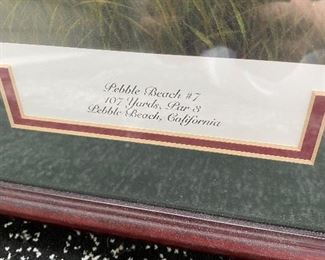 Pebble Beach #7
107 Yards, Par 3
Pebble Beach, California